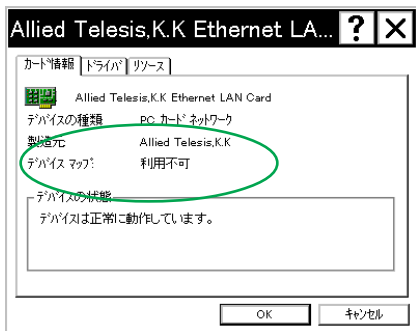 Allied Telesis,K.K Ethernet LA... ? ×
カード情報 ドライバ リソース
Allied Telesis,K.K Ethernet LAN Card
デバイスの種類 PC カード ネットワーク
製造元 Allied Telesis,K.K
デバイス マップ: 利用不可
デバイスの状態
デバイスは正常に動作しています。
OK キャンセル